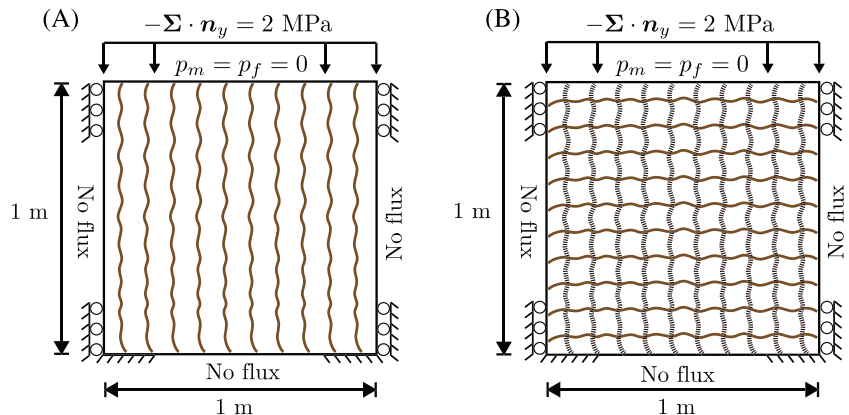 (A)
−Σ · n_y = 2 MPa
p_m = p_f = 0
No flux
1 m
No flux
No flux
1 m
(B)
−Σ · n_y = 2 MPa
p_m = p_f = 0
No flux
1 m
No flux
No flux
1 m